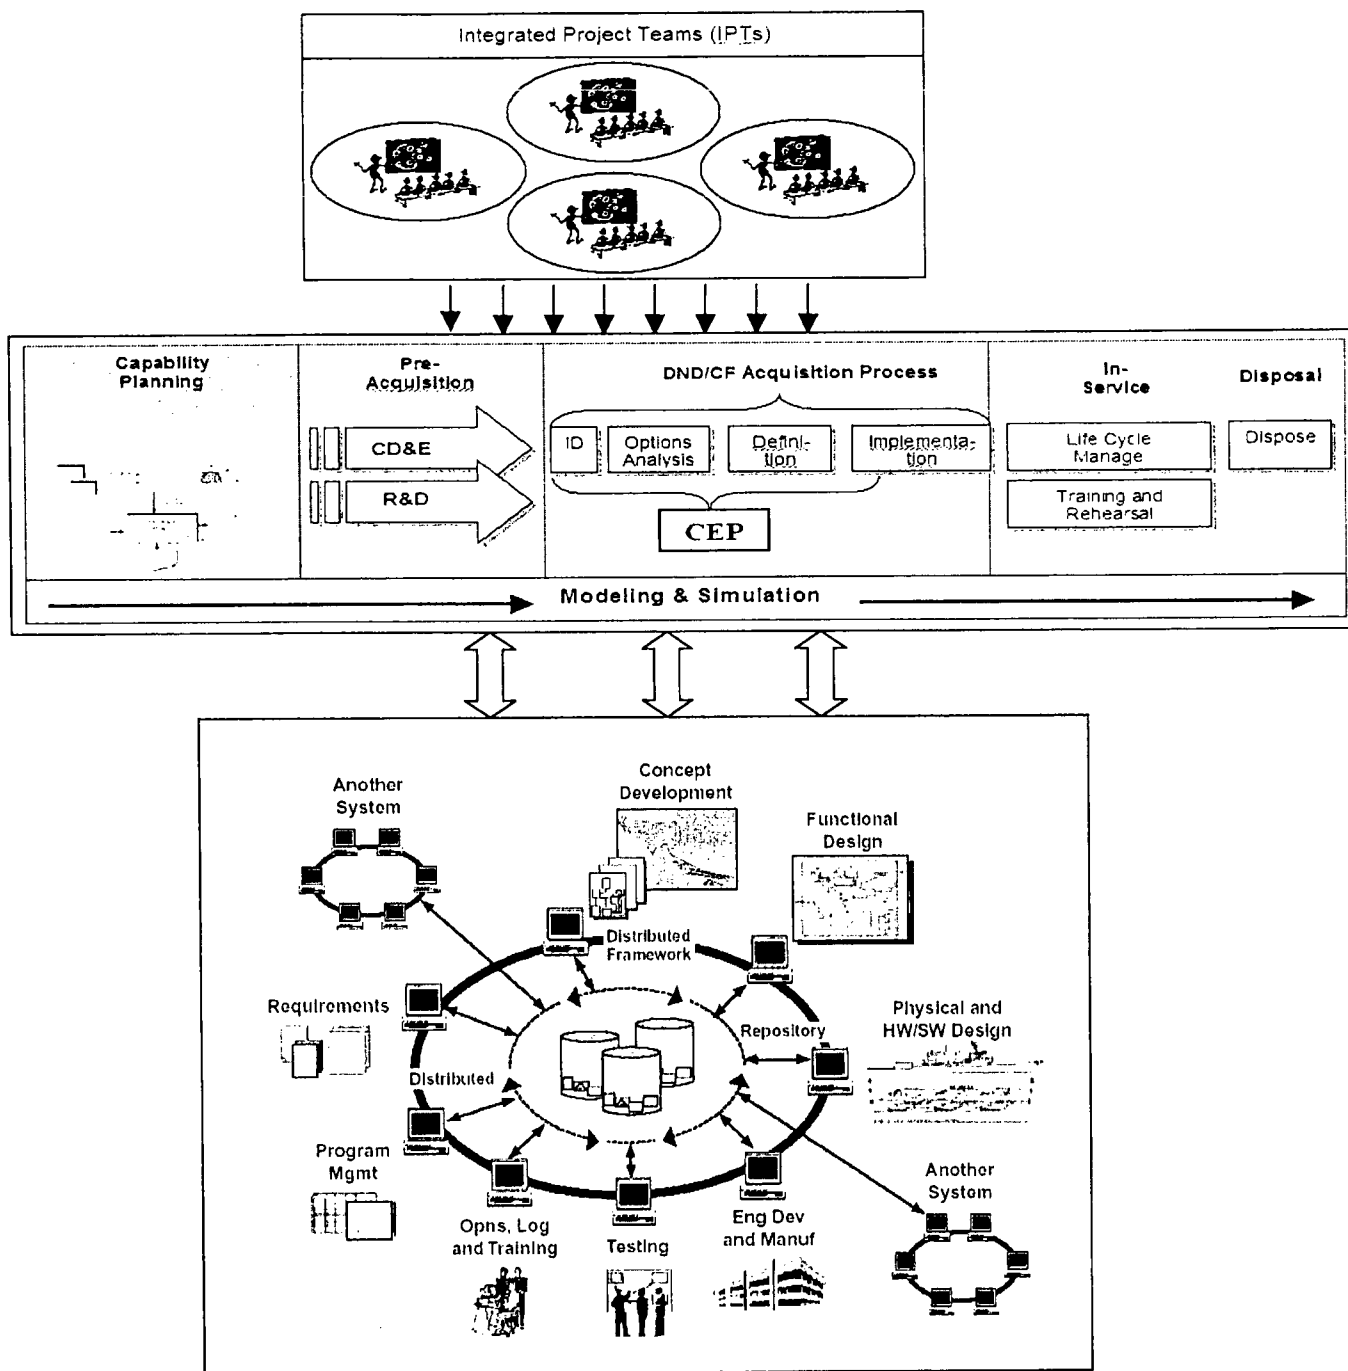 Integrated Project Teams (IPTs)
Capability
Planning
Pre-
Acquisition
DND/CF Acquisition Process
In-
Service
Disposal
CD&E
R&D
ID
Options
Analysis
Defini-
tion
Implementa-
tion
CEP
Life Cycle
Manage
Training and
Rehearsal
Dispose
Modeling & Simulation
Another
System
Concept
Development
Functional
Design
Distributed
Framework
Requirements
Repository
Physical and
HW/SW Design
Distributed
Program
Mgmt
Opns, Log
and Training
Testing
Eng Dev
and Manuf
Another
System